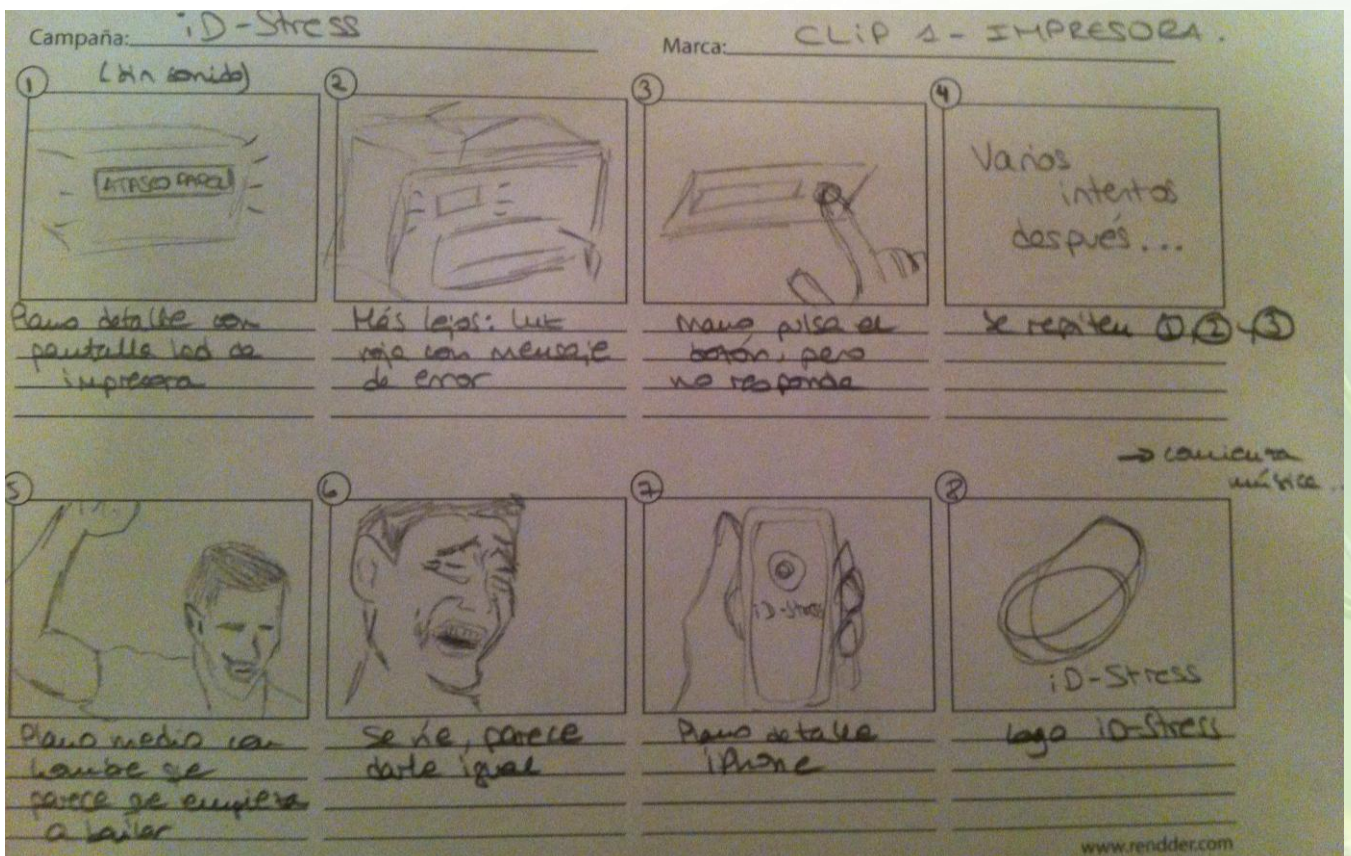 Campaña: iD-Stress
Marca: CLIP 1 - IMPRESORA.
1 (sin sonido)
2
3
4
ATASCO PAPEL
Varios
intentos
después...
Plano detalle con
pantalla led de
impresora
Más lejos: luz
roja con mensaje
de error
Mano pulsa el
botón, pero
no responde
Se repiten 1, 2 y 3
→ comienza
música..
5
6
7
8
iD-Stress
iD-Stress
Plano medio con
hombre qe
parece qe empieza
a bailar
Se ríe, parece
darle igual
Plano detalle
iPhone
Logo iD-Stress
www.rendder.com